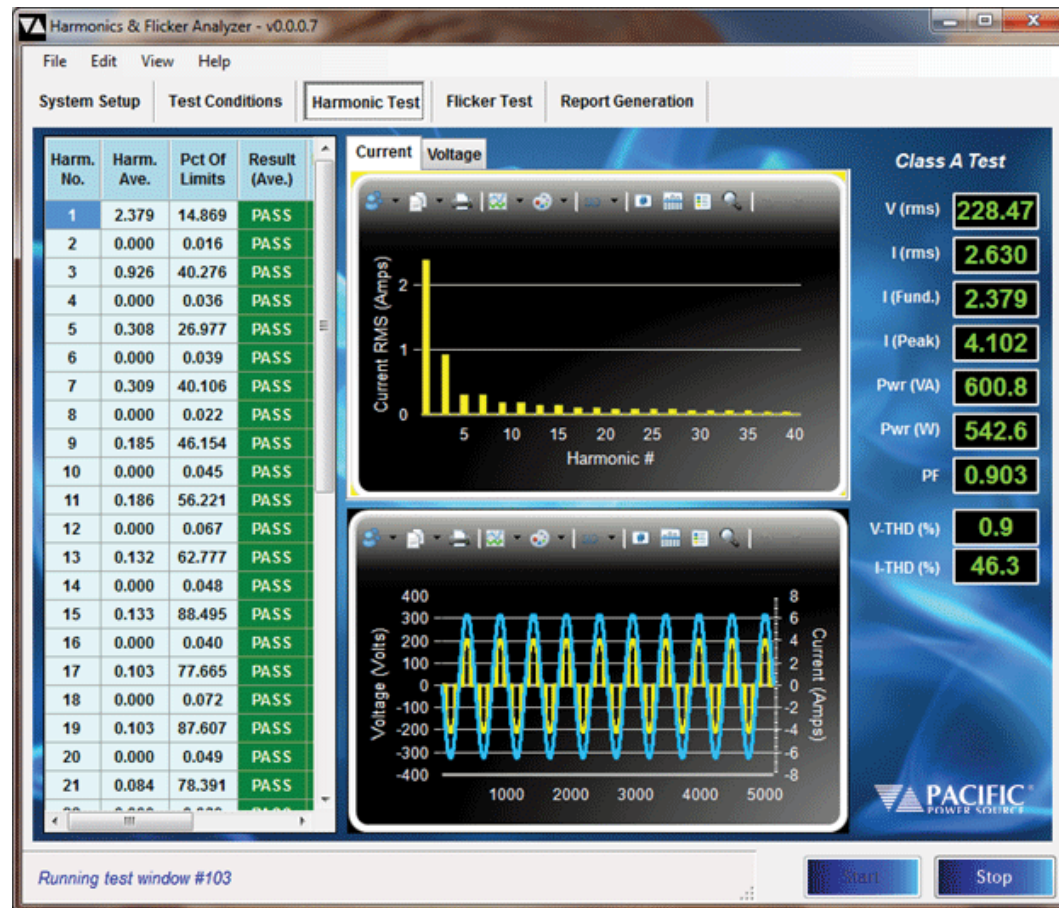 Harmonics & Flicker Analyzer - v0.0.0.7
File Edit View Help
System Setup Test Conditions Harmonic Test Flicker Test Report Generation
Harm. No. Harm. Ave. Pct Of Limits Result (Ave.)
1 2.379 14.869 PASS
2 0.000 0.016 PASS
3 0.926 40.276 PASS
4 0.000 0.036 PASS
5 0.308 26.977 PASS
6 0.000 0.039 PASS
7 0.309 40.106 PASS
8 0.000 0.022 PASS
9 0.185 46.154 PASS
10 0.000 0.045 PASS
11 0.186 56.221 PASS
12 0.000 0.067 PASS
13 0.132 62.777 PASS
14 0.000 0.048 PASS
15 0.133 88.495 PASS
16 0.000 0.040 PASS
17 0.103 77.665 PASS
18 0.000 0.072 PASS
19 0.103 87.607 PASS
20 0.000 0.049 PASS
21 0.084 78.391 PASS
Current Voltage
Current RMS (Amps)
2
1
0
5 10 15 20 25 30 35 40
Harmonic #
Voltage (Volts)
400
300
200
100
0
-100
-200
-300
-400
8
6
4
2
0
-2
-4
-6
-8
Current (Amps)
1000 2000 3000 4000 5000
Class A Test
V (rms) 228.47
I (rms) 2.630
I (Fund.) 2.379
I (Peak) 4.102
Pwr (VA) 600.8
Pwr (W) 542.6
PF 0.903
V-THD (%) 0.9
I-THD (%) 46.3
PACIFIC
POWER SOURCE
Running test window #103
Start Stop